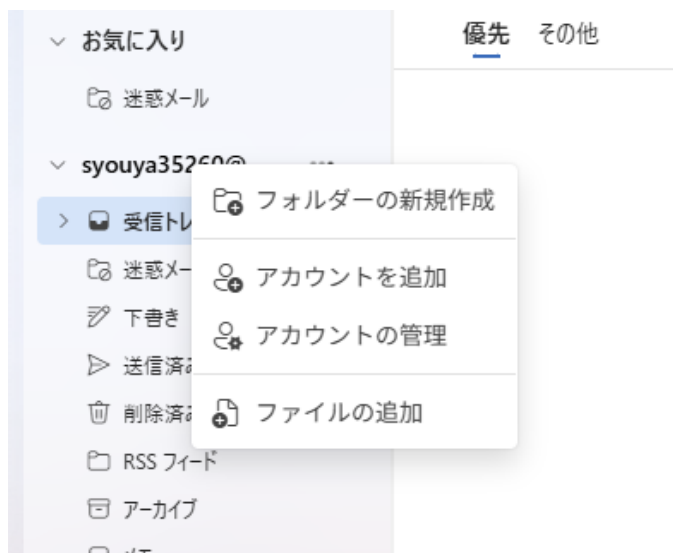 お気に入り
優先 その他
迷惑メール
syouya35260@ ...
フォルダーの新規作成
受信トレ
アカウントを追加
迷惑メー
下書き
アカウントの管理
送信済み
削除済み
ファイルの追加
RSS フィード
アーカイブ